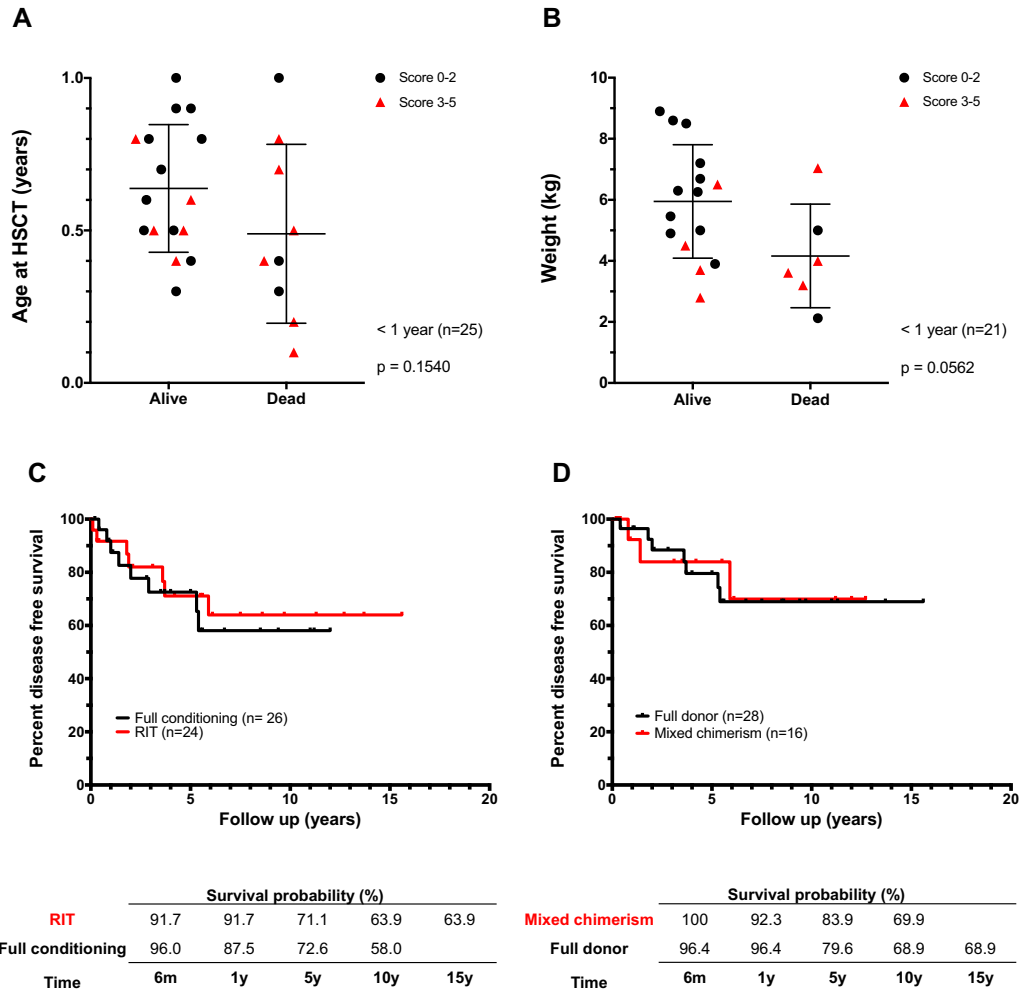 A
Age at HSCT (years)
1.0
0.5
0.0
Alive
Dead
Score 0-2
Score 3-5
< 1 year (n=25)
p = 0.1540
B
Weight (kg)
10
8
6
4
2
0
Alive
Dead
Score 0-2
Score 3-5
< 1 year (n=21)
p = 0.0562
C
Percent disease free survival
100
80
60
40
20
0
Full conditioning (n= 26)
RIT (n=24)
0 5 10 15 20
Follow up (years)
Survival probability (%)
RIT 91.7 91.7 71.1 63.9 63.9
Full conditioning 96.0 87.5 72.6 58.0
Time 6m 1y 5y 10y 15y
D
Percent disease free survival
100
80
60
40
20
0
Full donor (n=28)
Mixed chimerism (n=16)
0 5 10 15 20
Follow up (years)
Survival probability (%)
Mixed chimerism 100 92.3 83.9 69.9
Full donor 96.4 96.4 79.6 68.9 68.9
Time 6m 1y 5y 10y 15y